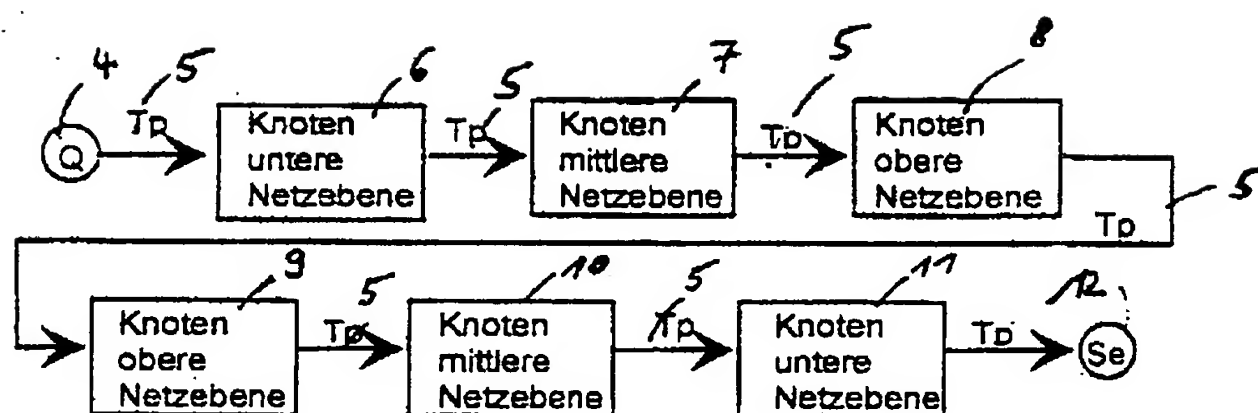 4
5
6
5
7
5
8
Q
Tp
Knoten
untere
Netzebene
Tp
Knoten
mittlere
Netzebene
Tp
Knoten
obere
Netzebene
5
Tp
9
5
10
5
11
12
Knoten
obere
Netzebene
Tp
Knoten
mittlere
Netzebene
Tp
Knoten
untere
Netzebene
Tp
Se